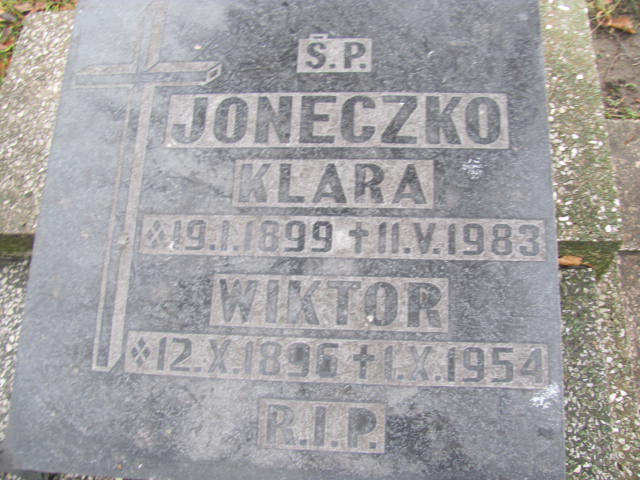 Ś.P.
JONECZKO
KLARA
19.I.1899 † 11.V.1983
WIKTOR
12.X.1896 † 1.X.1954
R.I.P.